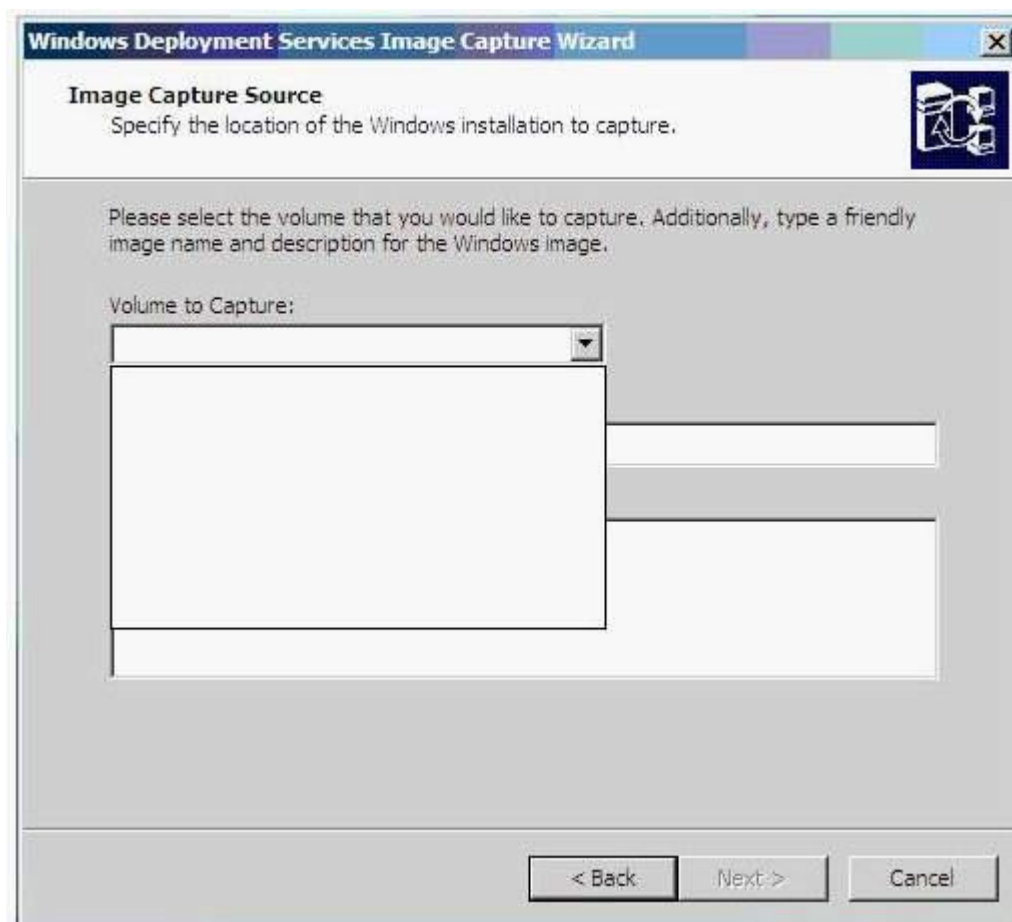 Windows Deployment Services Image Capture Wizard
Image Capture Source
Specify the location of the Windows installation to capture.
Please select the volume that you would like to capture. Additionally, type a friendly
image name and description for the Windows image.
Volume to Capture:
< Back
Next >
Cancel